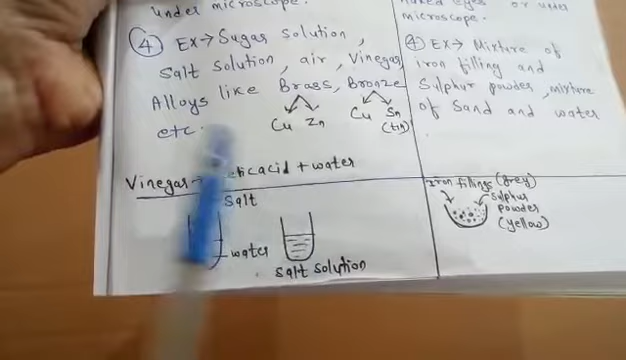 under microscope.
④ Ex→ Sugar solution,
Salt solution, air, Vinegar,
Alloys like Brass, Bronze
Cu Zn Cu Sn
(tin)
etc.
Vinegar→ acid + water
Salt
water
Salt solution
naked eyes or under
microscope.
④ Ex→ Mixture of
iron filling and
Sulphur powder, mixture
of Sand and water
Iron fillings (grey)
Sulphur
powder
(yellow)